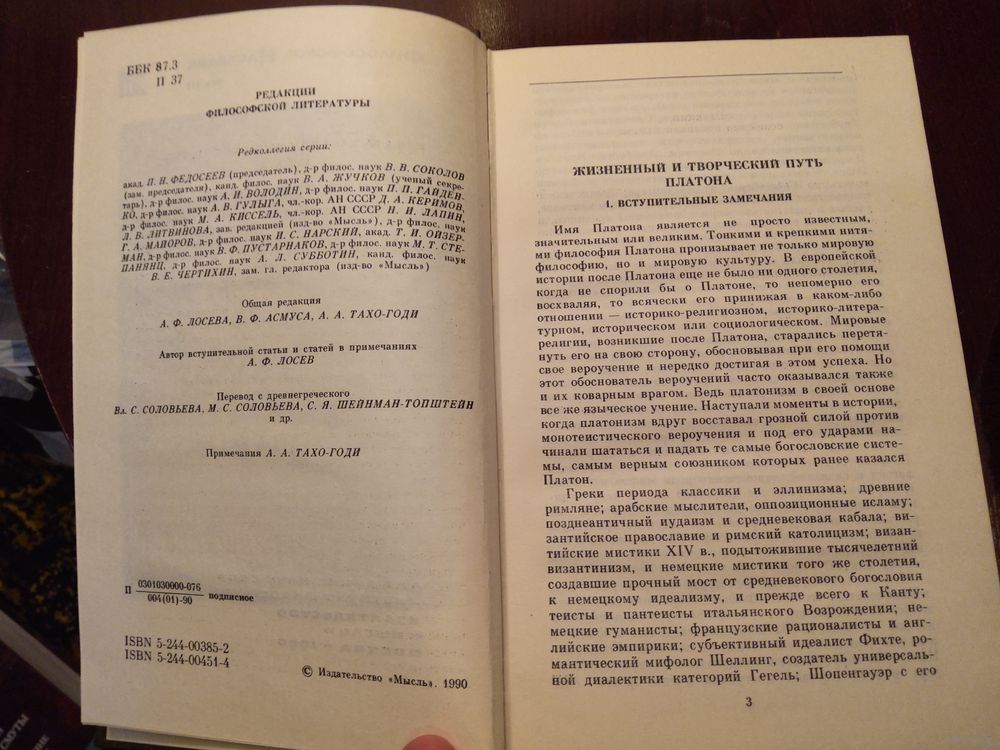 ББК 87.3
П 37
РЕДАКЦИИ
ФИЛОСОФСКОЙ ЛИТЕРАТУРЫ
Редколлегия серии:
акад. П. Н. ФЕДОСЕЕВ (председатель), д-р филос. наук В. В. СОКОЛОВ
(зам. председателя), канд. филос. наук В. А. ЖУЧКОВ (ученый секре-
тарь), д-р филос. наук А. И. ВОЛОДИН, д-р филос. наук П. П. ГАЙДЕН-
КО, д-р филос. наук А. В. ГУЛЫГА, чл.-кор. АН СССР Д. А. КЕРИМОВ,
д-р филос. наук М. А. КИССЕЛЬ, чл.-кор. АН СССР Н. И. ЛАПИН,
Л. В. ЛИТВИНОВА, зав. редакцией (изд-во «Мысль»), д-р филос. наук
Г. А. МАЙОРОВ, д-р филос. наук И. С. НАРСКИЙ, акад. Т. И. ОЙЗЕР-
МАН, д-р филос. наук В. Ф. ПУСТАРНАКОВ, д-р филос. наук М. Т. СТЕ-
ПАНЯНЦ, д-р филос. наук А. Л. СУББОТИН, канд. филос. наук
В. Е. ЧЕРТИХИН, зам. гл. редактора (изд-во «Мысль»)
Общая редакция
А. Ф. ЛОСЕВА, В. Ф. АСМУСА, А. А. ТАХО-ГОДИ
Автор вступительной статьи и статей в примечаниях
А. Ф. ЛОСЕВ
Перевод с древнегреческого
Вл. С. СОЛОВЬЕВА, М. С. СОЛОВЬЕВА, С. Я. ШЕЙНМАН-ТОПШТЕЙН
и др.
Примечания А. А. ТАХО-ГОДИ
П 0301030000-076
004(01)-90 подписное
ISBN 5-244-00385-2
ISBN 5-244-00451-4
© Издательство «Мысль». 1990
ЖИЗНЕННЫЙ И ТВОРЧЕСКИЙ ПУТЬ
ПЛАТОНА
1. ВСТУПИТЕЛЬНЫЕ ЗАМЕЧАНИЯ
Имя Платона является не просто известным,
значительным или великим. Тонкими и крепкими нитя-
ми философия Платона пронизывает не только мировую
философию, но и мировую культуру. В европейской
истории после Платона еще не было ни одного столетия,
когда не спорили бы о Платоне, то непомерно его
восхваляя, то всячески его принижая в каком-либо
отношении — историко-религиозном, историко-литера-
турном, историческом или социологическом. Мировые
религии, возникшие после Платона, старались перетя-
нуть его на свою сторону, обосновывая при его помощи
свое вероучение и нередко достигая в этом успеха. Но
этот обоснователь вероучений часто оказывался также
и их коварным врагом. Ведь платонизм в своей основе
все же языческое учение. Наступали моменты в истории,
когда платонизм вдруг восставал грозной силой против
монотеистического вероучения и под его ударами на-
чинали шататься и падать те самые богословские систе-
мы, самым верным союзником которых ранее казался
Платон.
Греки периода классики и эллинизма; древние
римляне; арабские мыслители, оппозиционные исламу;
позднеантичный иудаизм и средневековая кабала; ви-
зантийское православие и римский католицизм; визан-
тийские мистики XIV в., подытожившие тысячелетний
византинизм, и немецкие мистики того же столетия,
создавшие прочный мост от средневекового богословия
к немецкому идеализму, и прежде всего к Канту;
теисты и пантеисты итальянского Возрождения; не-
мецкие гуманисты; французские рационалисты и анг-
лийские эмпирики; субъективный идеалист Фихте, ро-
мантический мифолог Шеллинг, создатель универсаль-
ной диалектики категорий Гегель; Шопенгауэр с его
3
СМУТЫ